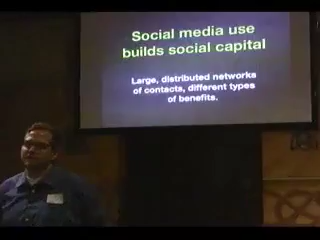 Social media use
builds social capital
Large, distributed networks
of contacts, different types
of benefits.